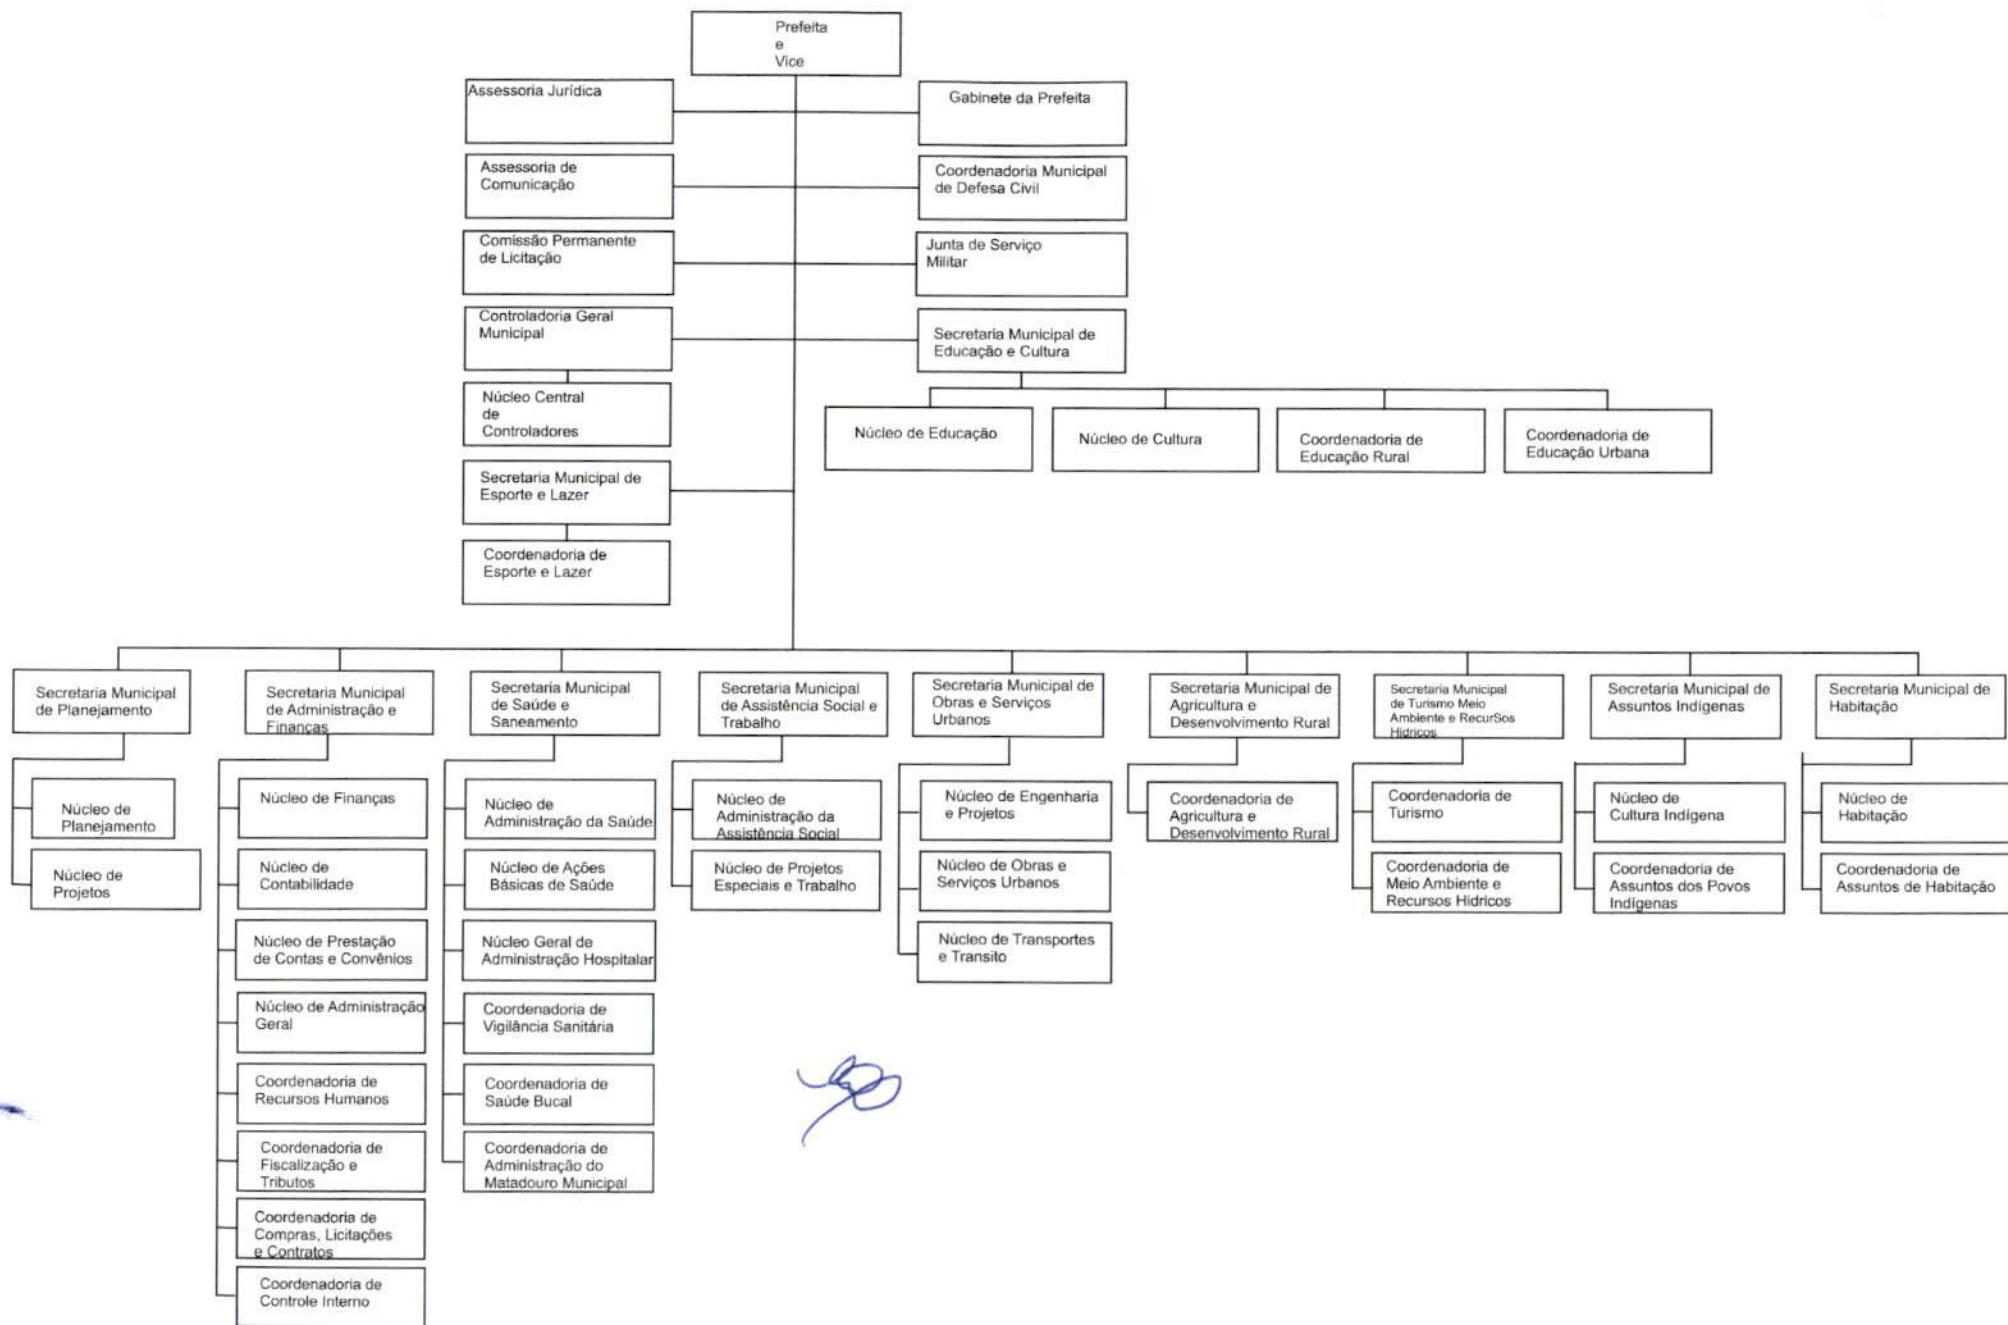 Prefeita
e
Vice
Assessoria Jurídica
Gabinete da Prefeita
Assessoria de
Comunicação
Coordenadoria Municipal
de Defesa Civil
Comissão Permanente
de Licitação
Junta de Serviço
Militar
Controladoria Geral
Municipal
Secretaria Municipal de
Educação e Cultura
Núcleo Central
de
Controladores
Núcleo de Educação
Núcleo de Cultura
Coordenadoria de
Educação Rural
Coordenadoria de
Educação Urbana
Secretaria Municipal de
Esporte e Lazer
Coordenadoria de
Esporte e Lazer
Secretaria Municipal
de Planejamento
Secretaria Municipal
de Administração e
Finanças
Secretaria Municipal
de Saúde e
Saneamento
Secretaria Municipal
de Assistência Social e
Trabalho
Secretaria Municipal de
Obras e Serviços
Urbanos
Secretaria Municipal de
Agricultura e
Desenvolvimento Rural
Secretaria Municipal
de Turismo Meio
Ambiente e RecurSos
Hidricos
Secretaria Municipal de
Assuntos Indígenas
Secretaria Municipal de
Habitação
Núcleo de
Planejamento
Núcleo de
Projetos
Núcleo de Finanças
Núcleo de
Contabilidade
Núcleo de Prestação
de Contas e Convênios
Núcleo de Administração
Geral
Coordenadoria de
Recursos Humanos
Coordenadoria de
Fiscalização e
Tributos
Coordenadoria de
Compras, Licitações
e Contratos
Coordenadoria de
Controle Interno
Núcleo de
Administração da Saúde
Núcleo de Ações
Básicas de Saúde
Núcleo Geral de
Administração Hospitalar
Coordenadoria de
Vigilância Sanitária
Coordenadoria de
Saúde Bucal
Coordenadoria de
Administração do
Matadouro Municipal
Núcleo de
Administração da
Assistência Social
Núcleo de Projetos
Especiais e Trabalho
Núcleo de Engenharia
e Projetos
Núcleo de Obras e
Serviços Urbanos
Núcleo de Transportes
e Transito
Coordenadoria de
Agricultura e
Desenvolvimento Rural
Coordenadoria de
Turismo
Coordenadoria de
Meio Ambiente e
Recursos Hidricos
Núcleo de
Cultura Indígena
Coordenadoria de
Assuntos dos Povos
Indígenas
Núcleo de
Habitação
Coordenadoria de
Assuntos de Habitação